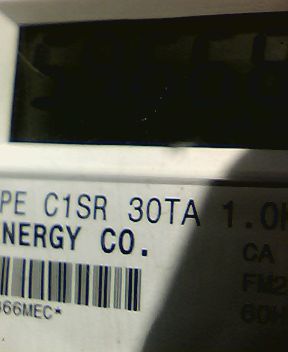 PE C1SR 30TA 1.0
NERGY CO.
CA
FM2
66MEC*
60H